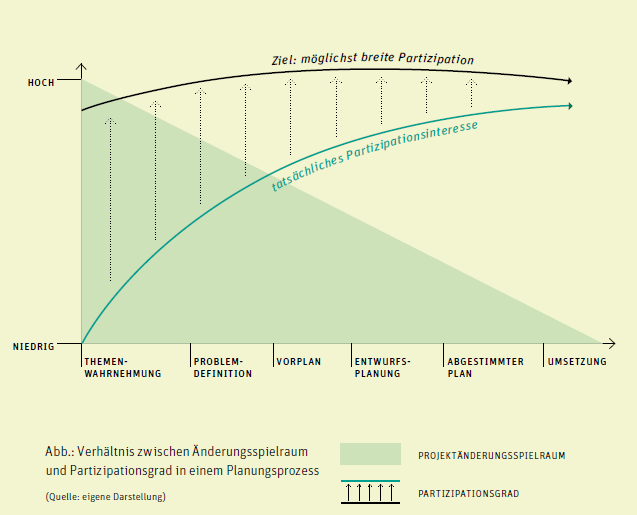 Ziel: möglichst breite Partizipation
HOCH
tatsächliches Partizipationsinteresse
NIEDRIG
THEMEN-
WAHRNEHMUNG
PROBLEM-
DEFINITION
VORPLAN
ENTWURFS-
PLANUNG
ABGESTIMMTER
PLAN
UMSETZUNG
Abb.: Verhältnis zwischen Änderungsspielraum
und Partizipationsgrad in einem Planungsprozess
(Quelle: eigene Darstellung)
PROJEKTÄNDERUNGSSPIELRAUM
PARTIZIPATIONSGRAD